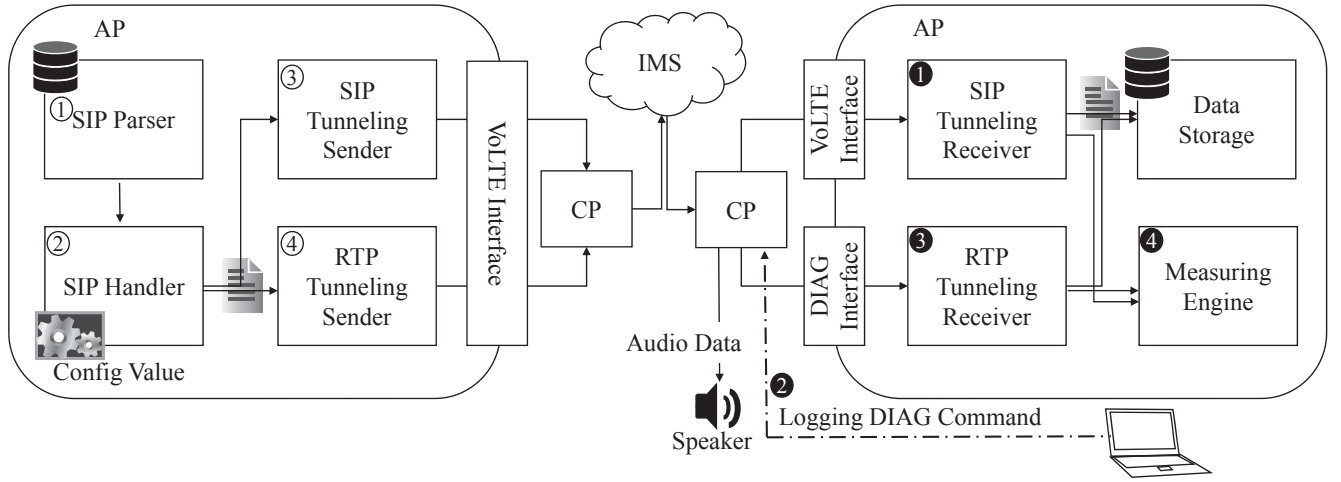 AP
① SIP Parser
② SIP Handler
Config Value
③ SIP
Tunneling
Sender
④ RTP
Tunneling
Sender
VoLTE Interface
CP
IMS
CP
Audio Data
Speaker
❷
Logging DIAG Command
AP
VoLTE
Interface
DIAG
Interface
❶ SIP
Tunneling
Receiver
❸ RTP
Tunneling
Receiver
Data
Storage
❹ Measuring
Engine